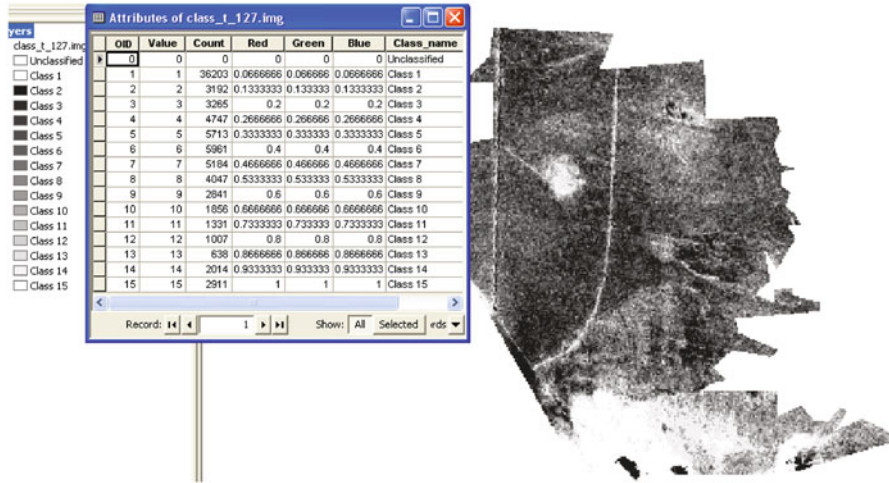 yers
class_t_127.img
Unclassified
Class 1
Class 2
Class 3
Class 4
Class 5
Class 6
Class 7
Class 8
Class 9
Class 10
Class 11
Class 12
Class 13
Class 14
Class 15
Attributes of class_t_127.img
OID Value Count Red Green Blue Class_name
0 0 0 0 0 0 Unclassified
1 1 36203 0.0666666 0.066666 0.0666666 Class 1
2 2 3192 0.1333333 0.133333 0.1333333 Class 2
3 3 3265 0.2 0.2 0.2 Class 3
4 4 4747 0.2666666 0.266666 0.2666666 Class 4
5 5 5713 0.3333333 0.333333 0.3333333 Class 5
6 6 5961 0.4 0.4 0.4 Class 6
7 7 5184 0.4666666 0.466666 0.4666666 Class 7
8 8 4047 0.5333333 0.533333 0.5333333 Class 8
9 9 2841 0.6 0.6 0.6 Class 9
10 10 1856 0.6666666 0.666666 0.6666666 Class 10
11 11 1331 0.7333333 0.733333 0.7333333 Class 11
12 12 1007 0.8 0.8 0.8 Class 12
13 13 638 0.8666666 0.866666 0.8666666 Class 13
14 14 2014 0.9333333 0.933333 0.9333333 Class 14
15 15 2911 1 1 1 Class 15
Record: 1 Show: All Selected rds